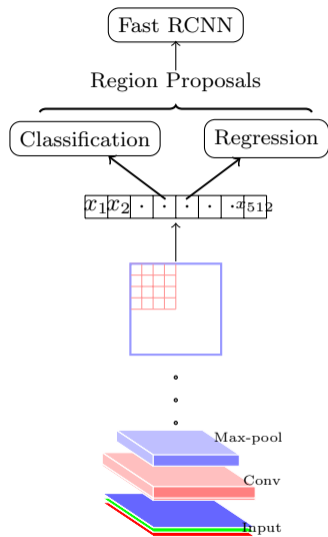 Fast RCNN
Region Proposals
Classification
Regression
x1 x2 · · · · · x512
Max-pool
Conv
Input